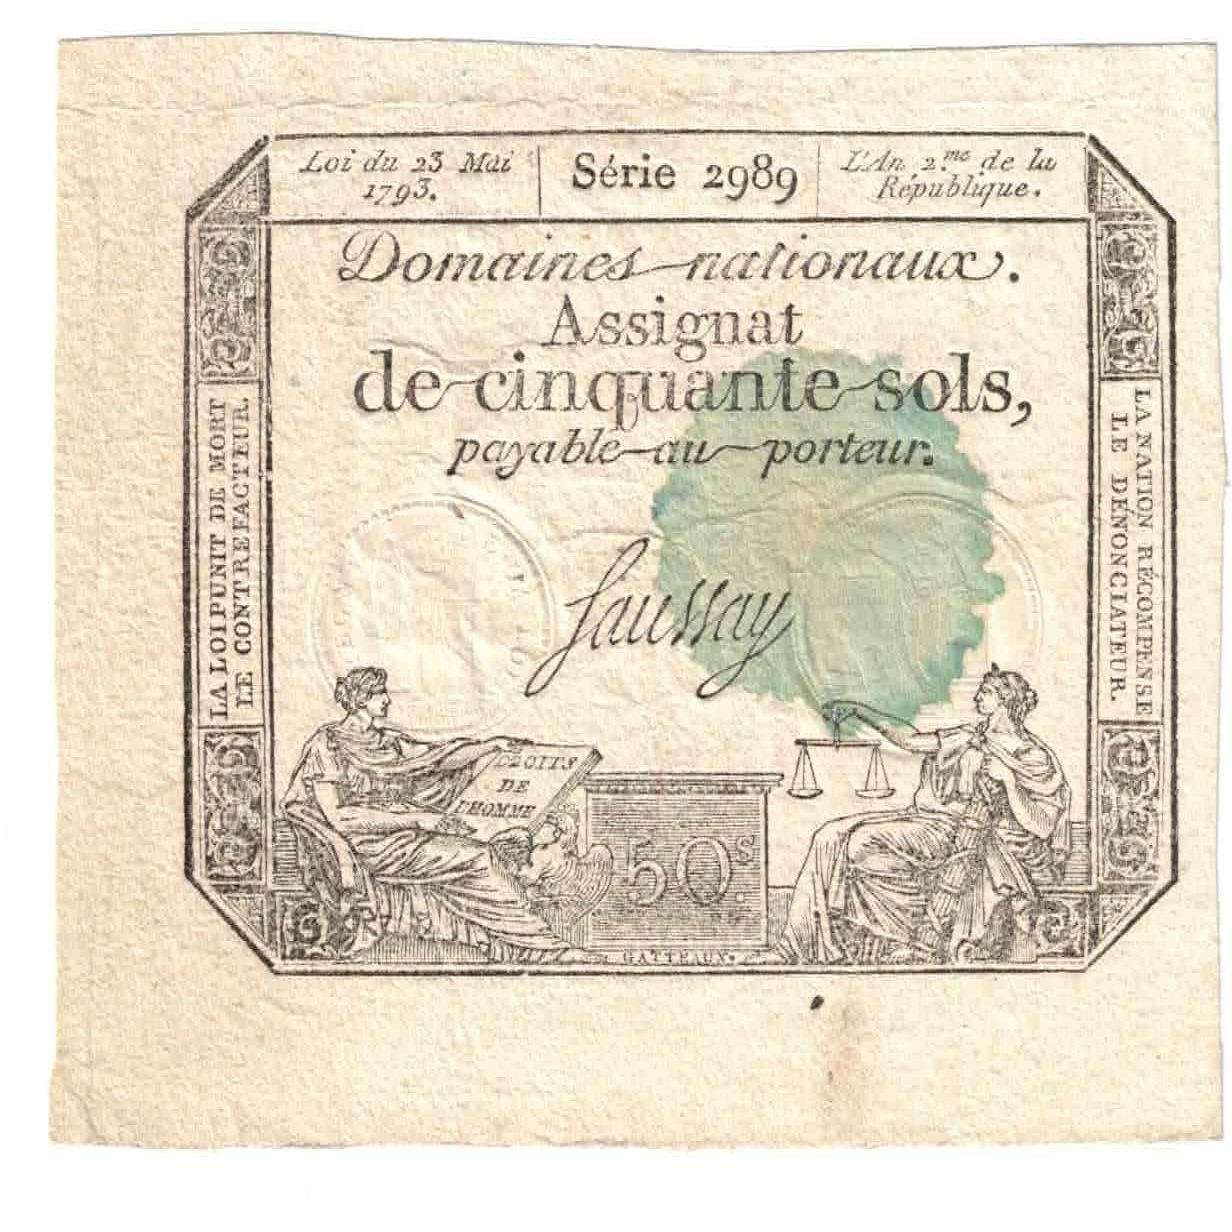 Loi du 23 Mai
1793.
Série 2989
L'An 2.me de la
République.
Domaines nationaux.
Assignat
de cinquante sols,
payable au porteur.
LA LOI PUNIT DE MORT
LE CONTREFACTEUR.
LA NATION RÉCOMPENSE
LE DÉNONCIATEUR.
Saussay
DROITS
DE
L'HOMME
50s.
GATTEAUX.